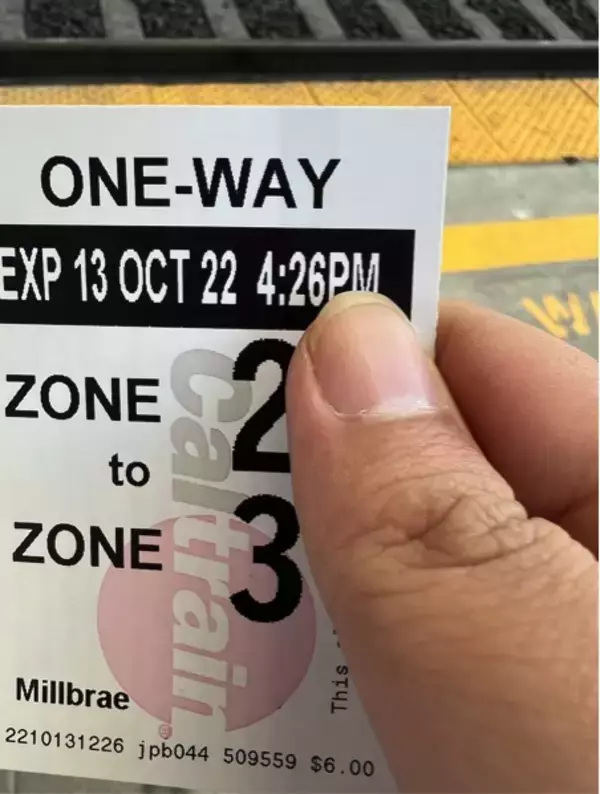 ONE-WAY
EXP 13 OCT 22 4:26PM
ZONE 2
to
ZONE 3
caltrain®
Millbrae
This
2210131226 jpb044 509559 $6.00